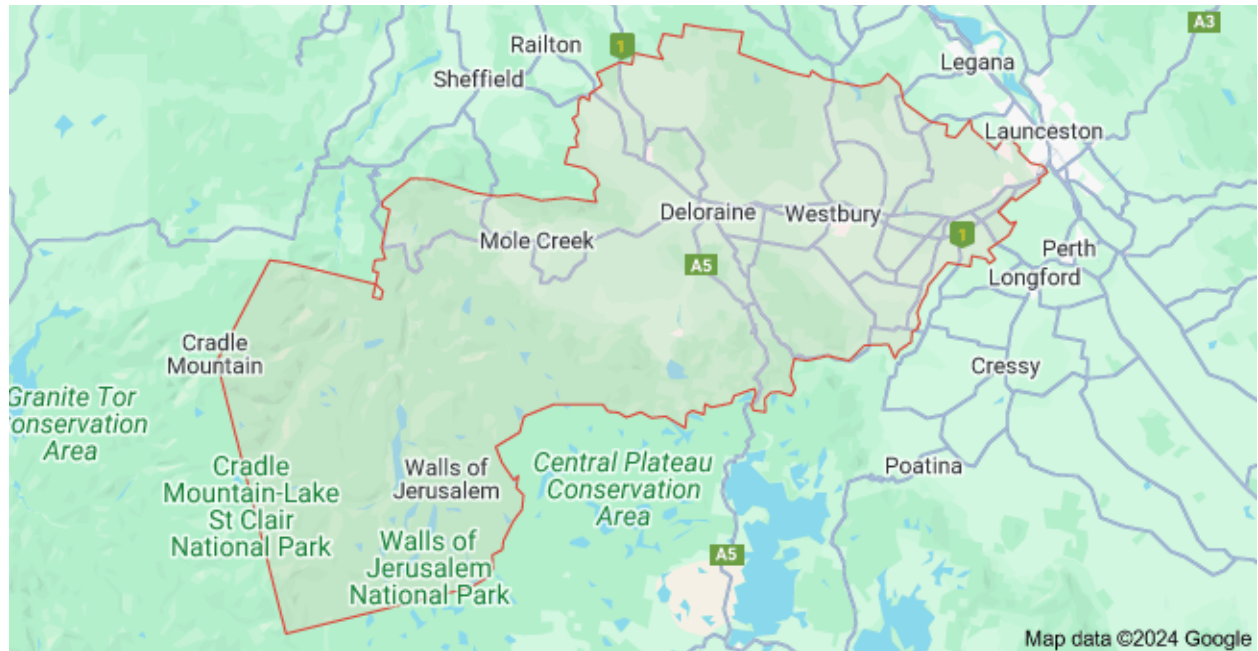 A3
Railton
1
Legana
Sheffield
Launceston
Deloraine
Westbury
Mole Creek
1
Perth
A5
Longford
Cradle
Mountain
Cressy
Granite Tor
onservation
Area
Cradle
Mountain-Lake
St Clair
National Park
Walls of
Jerusalem
Central Plateau
Conservation
Area
Poatina
Walls of
Jerusalem
National Park
A5
Map data ©2024 Google